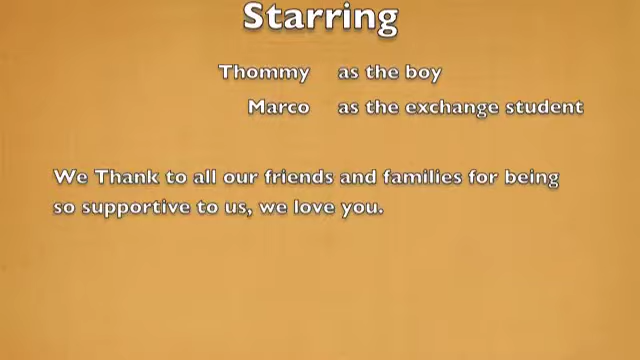 Starring
Thommy as the boy
Marco as the exchange student
We Thank to all our friends and families for being
so supportive to us, we love you.